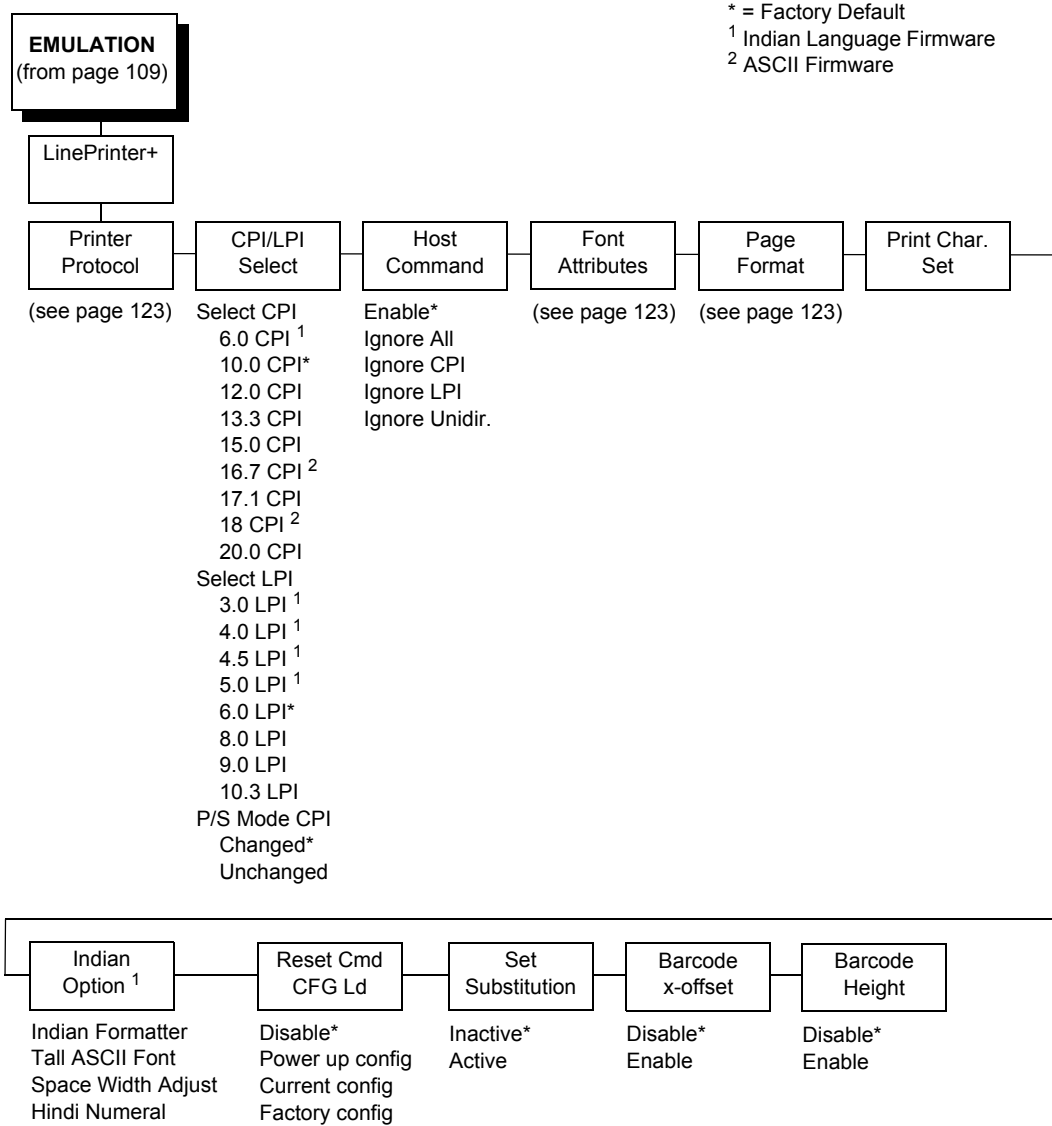 * = Factory Default
1 Indian Language Firmware
2 ASCII Firmware
EMULATION
(from page 109)
LinePrinter+
Printer
Protocol
(see page 123)
CPI/LPI
Select
Select CPI
6.0 CPI 1
10.0 CPI*
12.0 CPI
13.3 CPI
15.0 CPI
16.7 CPI 2
17.1 CPI
18 CPI 2
20.0 CPI
Select LPI
3.0 LPI 1
4.0 LPI 1
4.5 LPI 1
5.0 LPI 1
6.0 LPI*
8.0 LPI
9.0 LPI
10.3 LPI
P/S Mode CPI
Changed*
Unchanged
Host
Command
Enable*
Ignore All
Ignore CPI
Ignore LPI
Ignore Unidir.
Font
Attributes
(see page 123)
Page
Format
(see page 123)
Print Char.
Set
Indian
Option 1
Indian Formatter
Tall ASCII Font
Space Width Adjust
Hindi Numeral
Reset Cmd
CFG Ld
Disable*
Power up config
Current config
Factory config
Set
Substitution
Inactive*
Active
Barcode
x-offset
Disable*
Enable
Barcode
Height
Disable*
Enable